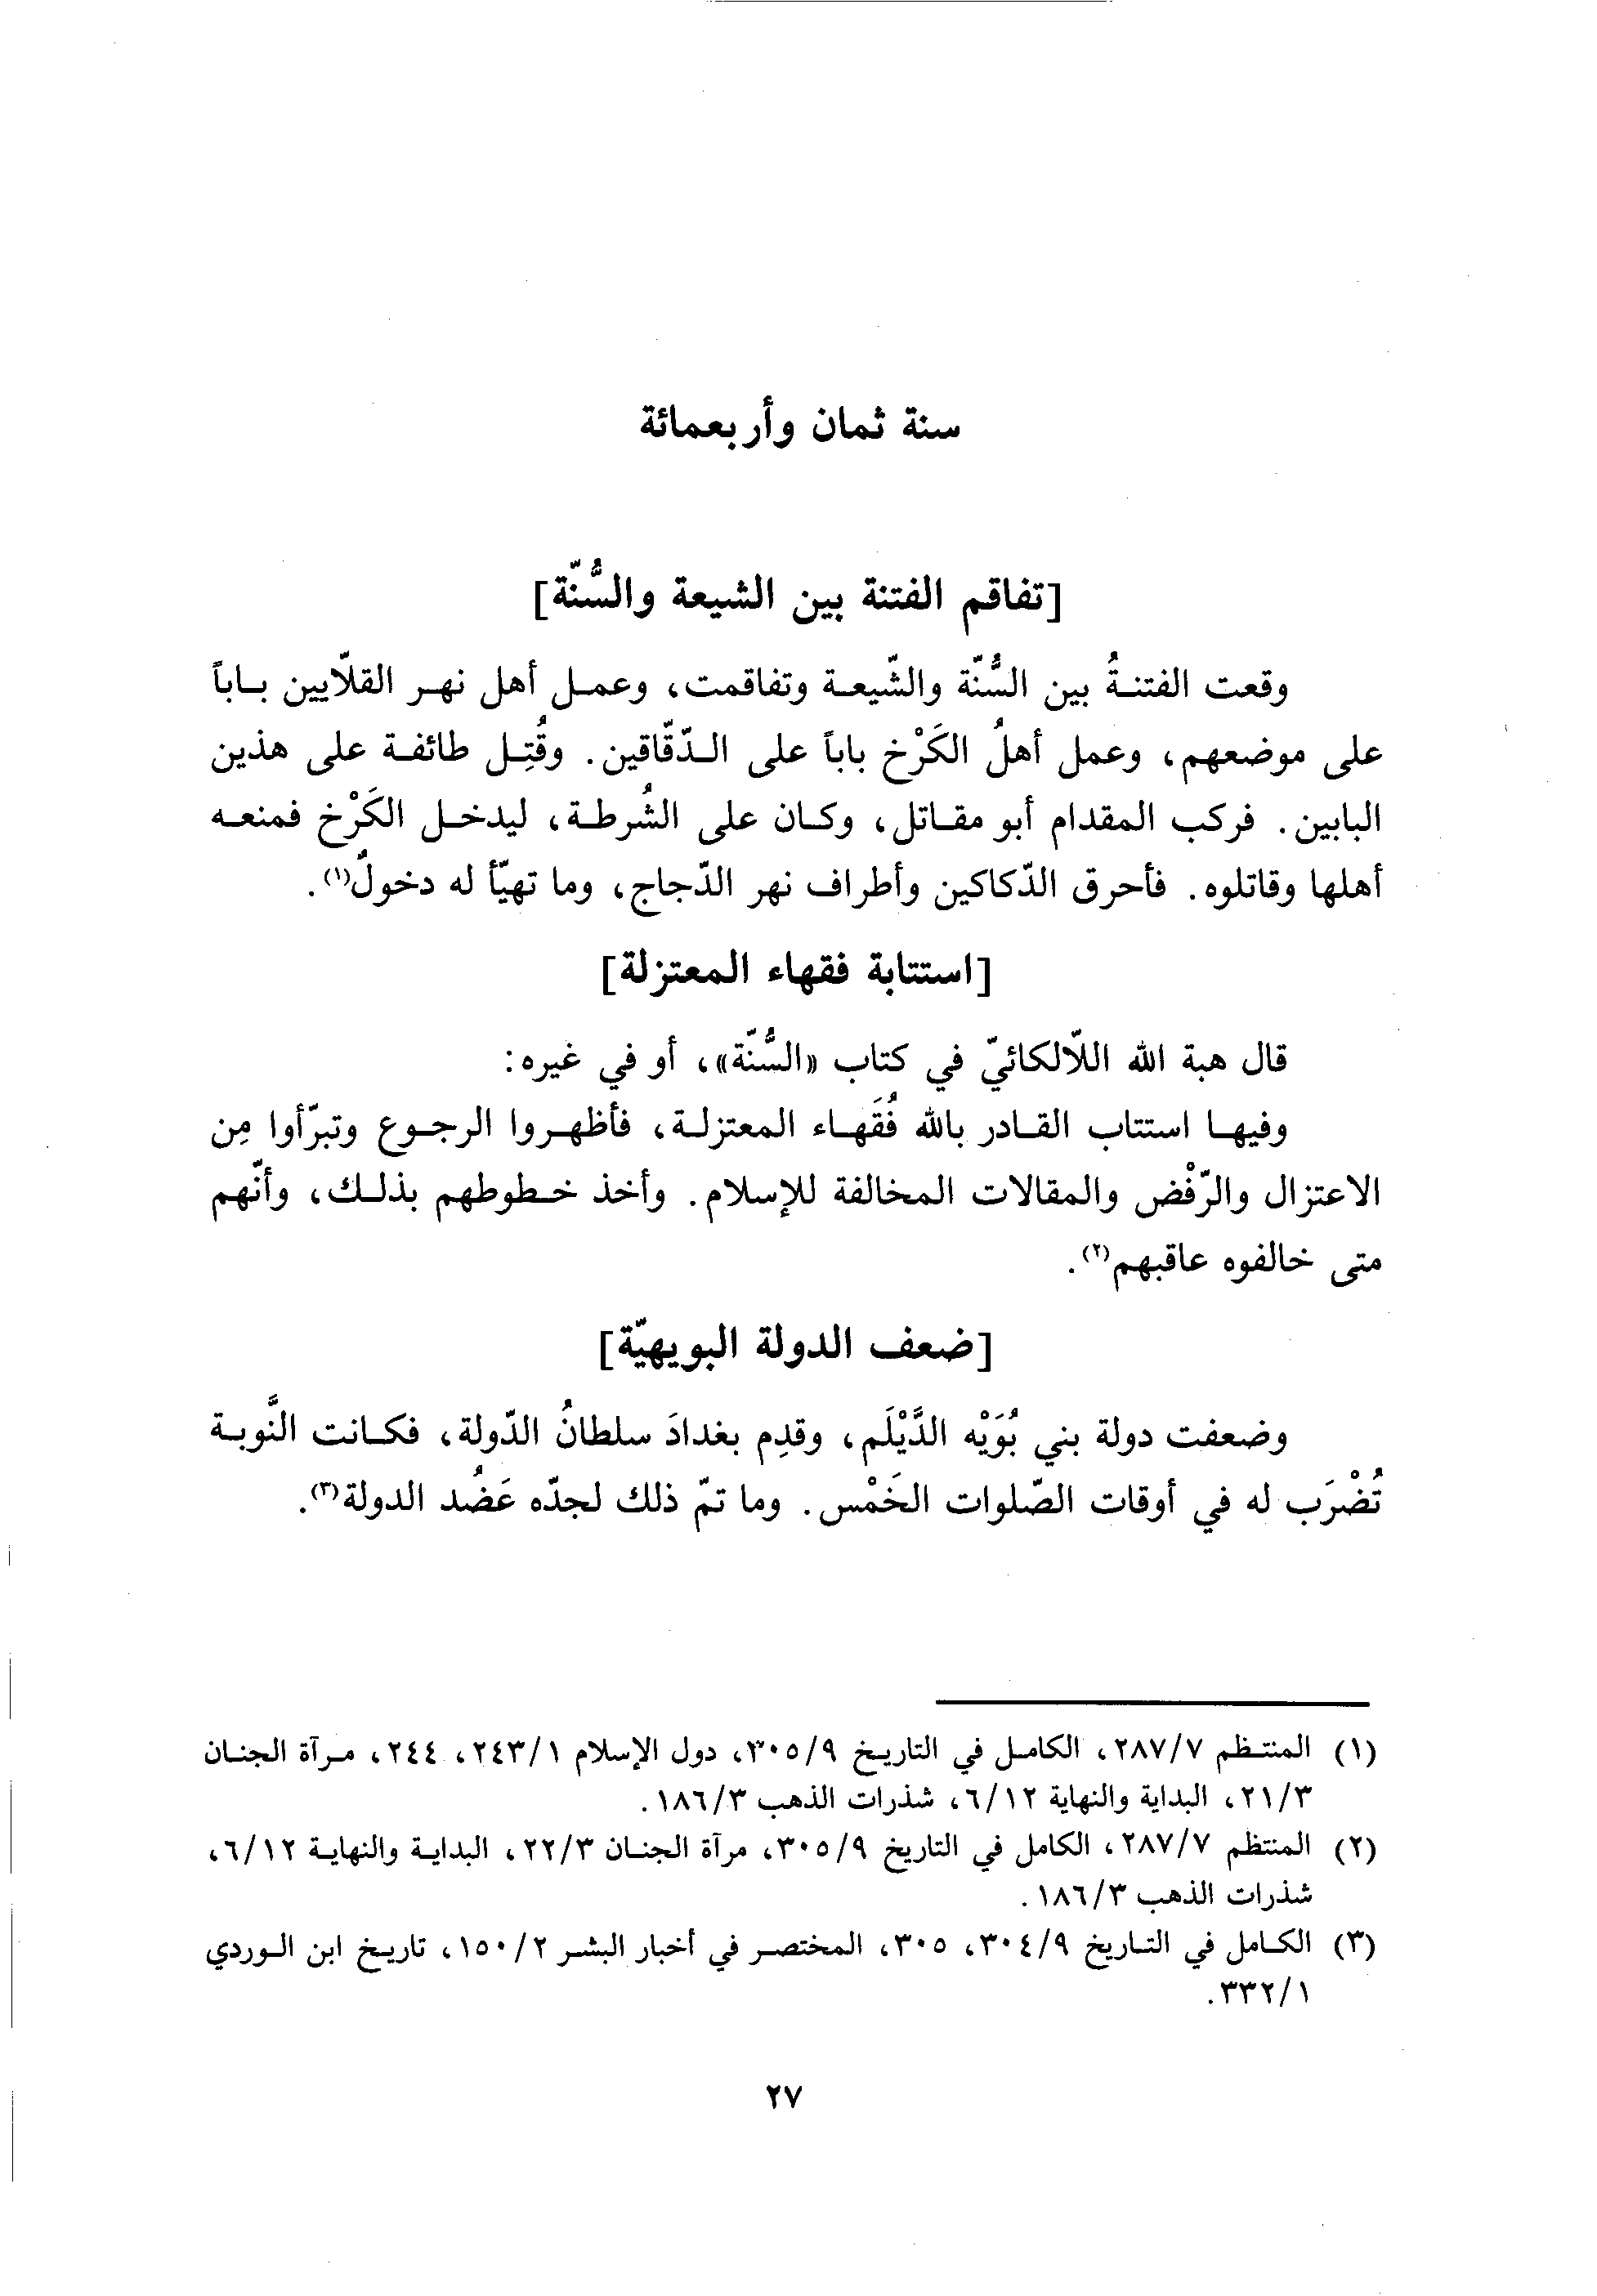 سنة ثمان وأربعمائة
[تفاقم الفتنة بين الشيعة والسُّنّة]
وقعت الفتنةُ بين السُّنّة والشّيعة وتفاقمت، وعمل أهل نهر القلّايين باباً
على موضعهم، وعمل أهلُ الكَرْخ باباً على الدّقّاقين. وقُتِل طائفة على هذين
البابين. فركب المقدام أبو مقاتل، وكان على الشُرطة، ليدخل الكَرْخ فمنعه
أهلها وقاتلوه. فأحرق الدّكاكين وأطراف نهر الدّجاج، وما تهيّأ له دخولٌ(١).
[استتابة فقهاء المعتزلة]
قال هبة الله اللّالكائيّ في كتاب «السُّنّة»، أو في غيره:
وفيها استتاب القادر بالله فُقَهاء المعتزلة، فأظهروا الرجوع وتبرّأوا مِن
الاعتزال والرّفْض والمقالات المخالفة للإسلام. وأخذ خطوطهم بذلك، وأنّهم
متى خالفوه عاقبهم(٢).
[ضعف الدولة البويهيّة]
وضعفت دولة بني بُوَيْه الدَّيْلَم، وقدِم بغدادَ سلطانُ الدّولة، فكانت النَّوبة
تُضْرَب له في أوقات الصّلوات الخَمْس. وما تمّ ذلك لجدّه عَضُد الدولة(٣).
(١) المنتظم ٢٨٧/٧، الكامل في التاريخ ٣٠٥/٩، دول الإسلام ٢٤٣/١، ٢٤٤، مرآة الجنان
٢١/٣، البداية والنهاية ٦/١٢، شذرات الذهب ١٨٦/٣.
(٢) المنتظم ٢٨٧/٧، الكامل في التاريخ ٣٠٥/٩، مرآة الجنان ٢٢/٣، البداية والنهاية ٦/١٢،
شذرات الذهب ١٨٦/٣.
(٣) الكامل في التاريخ ٣٠٤/٩، ٣٠٥، المختصر في أخبار البشر ١٥٠/٢، تاريخ ابن الوردي
٣٣٢/١.
٢٧